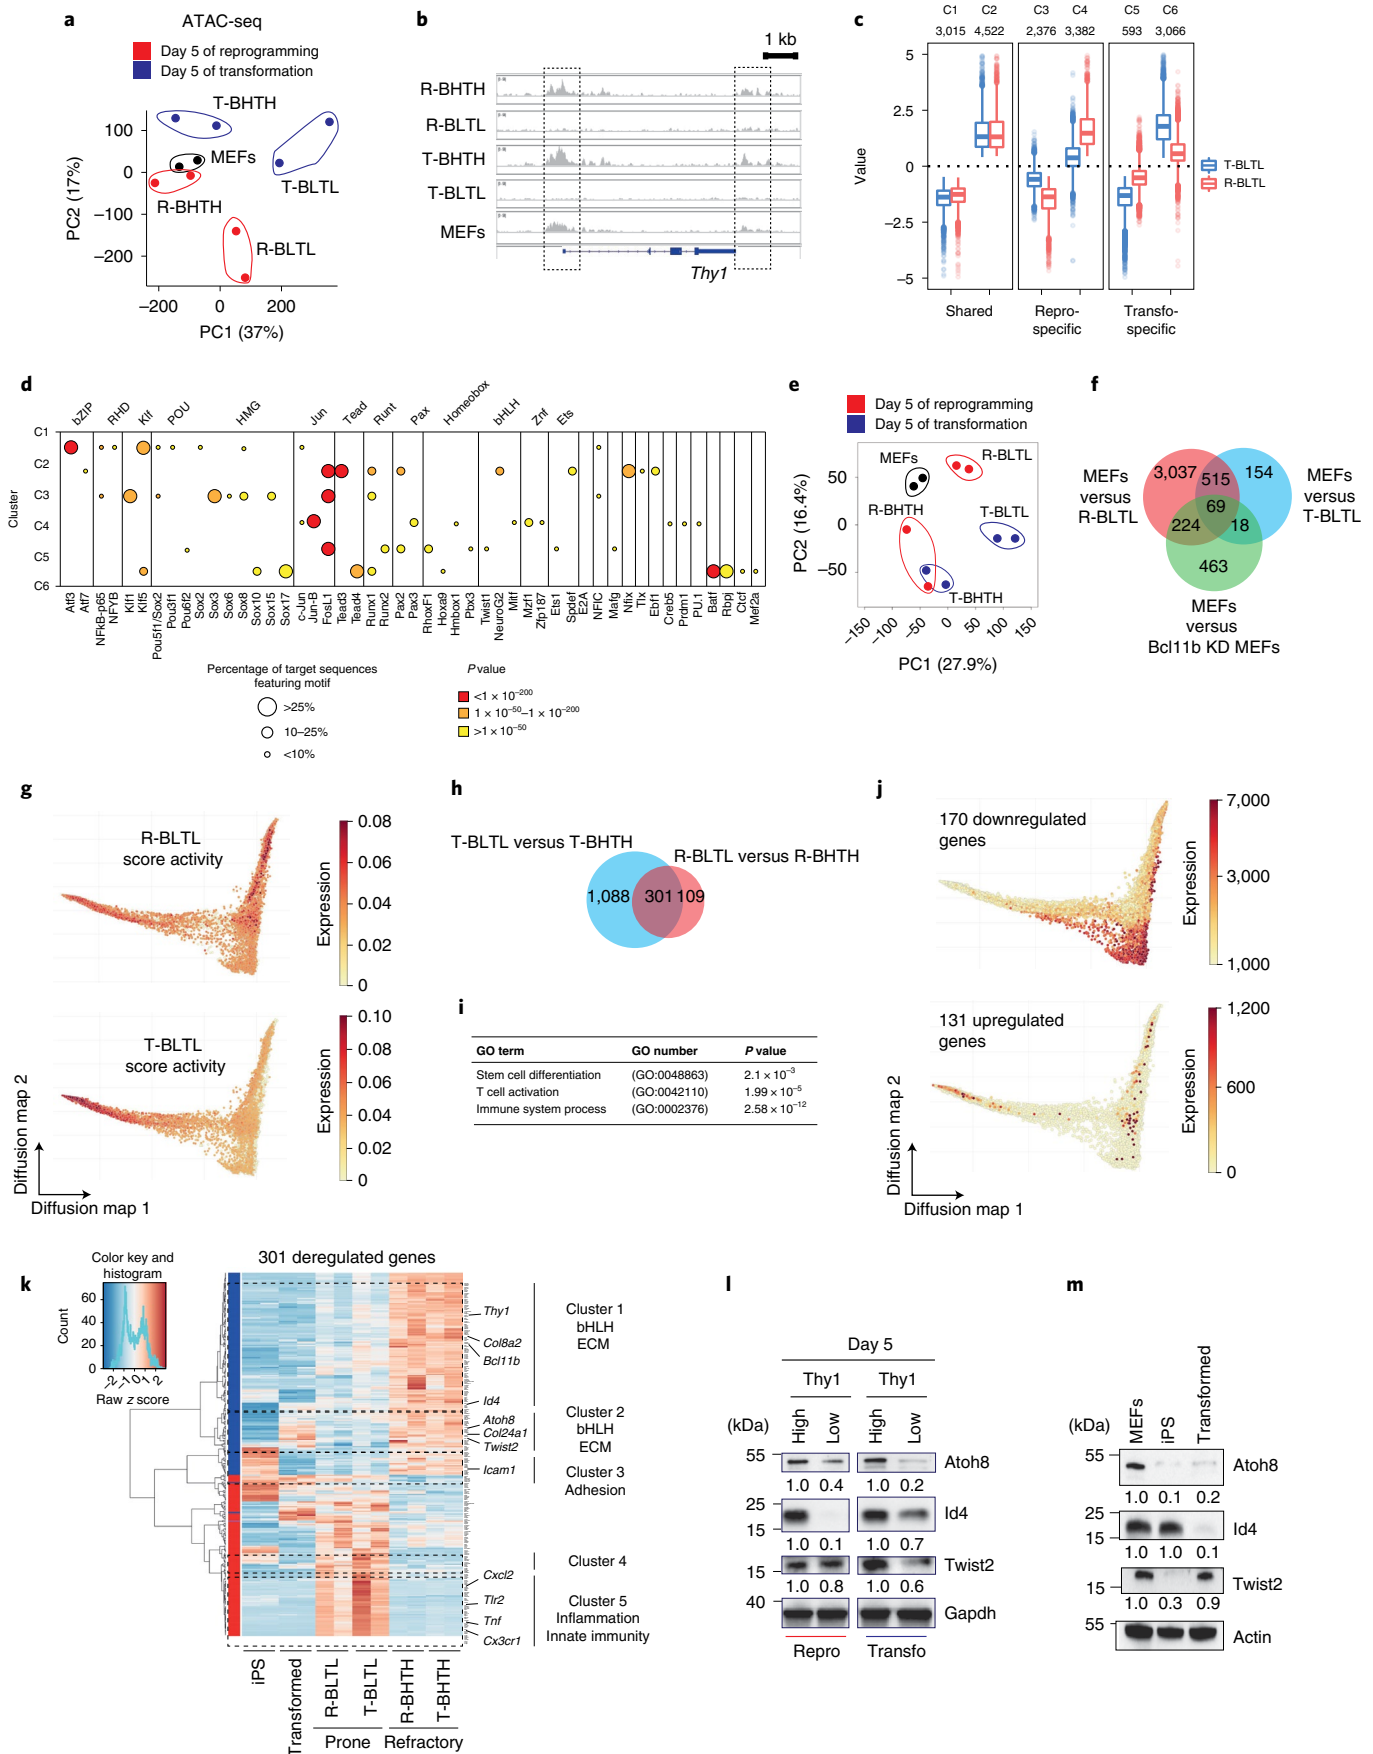 a
ATAC-seq
Day 5 of reprogramming
Day 5 of transformation
T-BHTH
MEFs
T-BLTL
R-BHTH
R-BLTL
100
0
−100
−200
PC2 (17%)
−200 0 200
PC1 (37%)
b
1 kb
R-BHTH
R-BLTL
T-BHTH
T-BLTL
MEFs
Thy1
c
C1 C2 C3 C4 C5 C6
3,015 4,522 2,376 3,382 593 3,066
5
2.5
0
−2.5
−5
Value
T-BLTL
R-BLTL
Shared
Repro-
specific
Transfo-
specific
d
bZIP RHD Klf POU HMG Jun Tead Runt Pax Homeobox bHLH Znf Ets
C1
C2
C3
C4
C5
C6
Cluster
Atf3 Atf7 NFkB-p65 NFYB Klf1 Klf5 Pou5f1/Sox2 Pou3f1 Pou6f2 Sox2 Sox3 Sox6 Sox8 Sox10 Sox15 Sox17 c-Jun Jun-B FosL1 Tead3 Tead4 Runx1 Runx2 Pax2 Pax3 RhoxF1 Hoxa9 Hmbox1 Pbx3 Twist1 NeuroG2 Mitf Mzf1 Zfp187 Ets1 Spdef E2A NFIC Mafg Nfix Tlx Ebf1 Creb5 Prdm1 PU.1 Batf Rbpj Ctcf Mef2a
Percentage of target sequences
featuring motif
>25%
10–25%
<10%
P value
<1 × 10−200
1 × 10−50–1 × 10−200
>1 × 10−50
e
Day 5 of reprogramming
Day 5 of transformation
MEFs
R-BLTL
R-BHTH
T-BLTL
T-BHTH
50
0
−50
PC2 (16.4%)
−150 −100 −50 0 50 100 150
PC1 (27.9%)
f
MEFs
versus
R-BLTL
3,037 515 154
69
224 18
463
MEFs
versus
T-BLTL
MEFs
versus
Bcl11b KD MEFs
g
R-BLTL
score activity
0.08
0.06
0.04
0.02
0
Expression
T-BLTL
score activity
0.10
0.08
0.06
0.04
0.02
0
Expression
Diffusion map 2
Diffusion map 1
h
T-BLTL versus T-BHTH
R-BLTL versus R-BHTH
1,088 301 109
i
GO term GO number P value
Stem cell differentiation (GO:0048863) 2.1 × 10−3
T cell activation (GO:0042110) 1.99 × 10−5
Immune system process (GO:0002376) 2.58 × 10−12
j
170 downregulated
genes
7,000
3,000
1,000
Expression
131 upregulated
genes
1,200
600
0
Expression
Diffusion map 2
Diffusion map 1
k
Color key and
histogram
60
40
20
0
Count
−2 −1 0 1 2
Raw z score
301 deregulated genes
Thy1
Col8a2
Bcl11b
Id4
Atoh8
Col24a1
Twist2
Icam1
Cxcl2
Tlr2
Tnf
Cx3cr1
Cluster 1
bHLH
ECM
Cluster 2
bHLH
ECM
Cluster 3
Adhesion
Cluster 4
Cluster 5
Inflammation
Innate immunity
iPS
Transformed
R-BLTL
T-BLTL
R-BHTH
T-BHTH
Prone Refractory
l
Day 5
Thy1 Thy1
(kDa) High Low High Low
55 Atoh8
1.0 0.4 1.0 0.2
25
15
Id4
1.0 0.1 1.0 0.7
15 Twist2
1.0 0.8 1.0 0.6
40 Gapdh
Repro Transfo
m
(kDa) MEFs iPS Transformed
55
Atoh8
1.0 0.1 0.2
25
15
Id4
1.0 1.0 0.1
15 Twist2
1.0 0.3 0.9
55
Actin